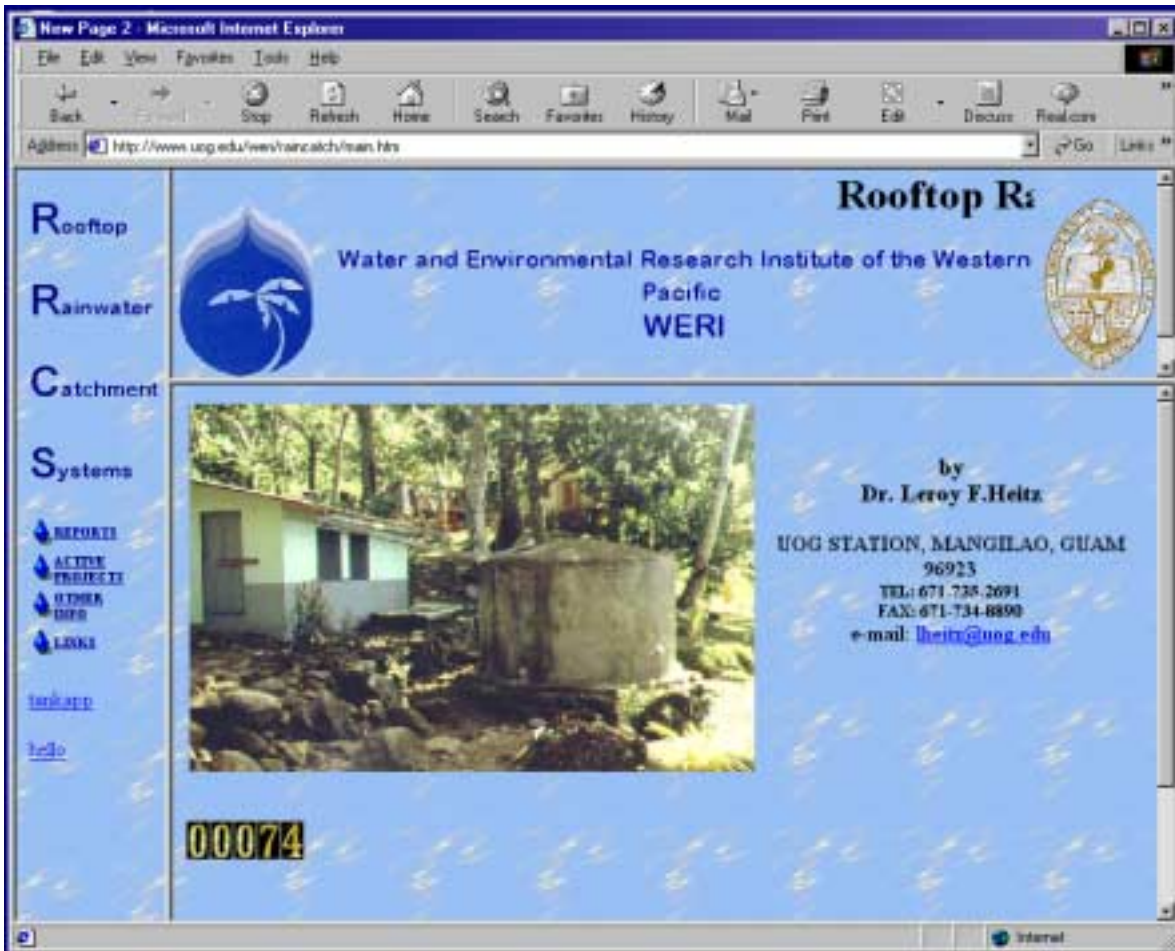 New Page 2 - Microsoft Internet Explorer
File Edit View Favorites Tools Help
Back Forward Stop Refresh Home Search Favorites History Mail Print Edit Discuss Real.com
Address http://www.uog.edu/weri/raincatch/main.htm Go Links
Rooftop
Rainwater
Catchment
Systems
REPORTS
ACTIVE
PROJECTS
OTHER
INFO
LINKS
tankapp
hello
Rooftop Ra
Water and Environmental Research Institute of the Western
Pacific
WERI
by
Dr. Leroy F.Heitz
UOG STATION, MANGILAO, GUAM
96923
TEL: 671-735-2691
FAX: 671-734-8890
e-mail: lheitz@uog.edu
00074
Internet